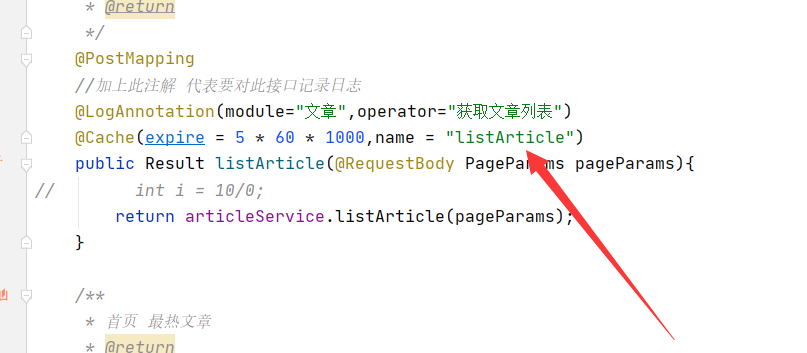 * @return
*/
@PostMapping
//加上此注解 代表要对此接口记录日志
@LogAnnotation(module="文章",operator="获取文章列表")
@Cache(expire = 5 * 60 * 1000,name = "listArticle")
public Result listArticle(@RequestBody PageParams pageParams){
// int i = 10/0;
return articleService.listArticle(pageParams);
}
/**
* 首页 最热文章
* @return